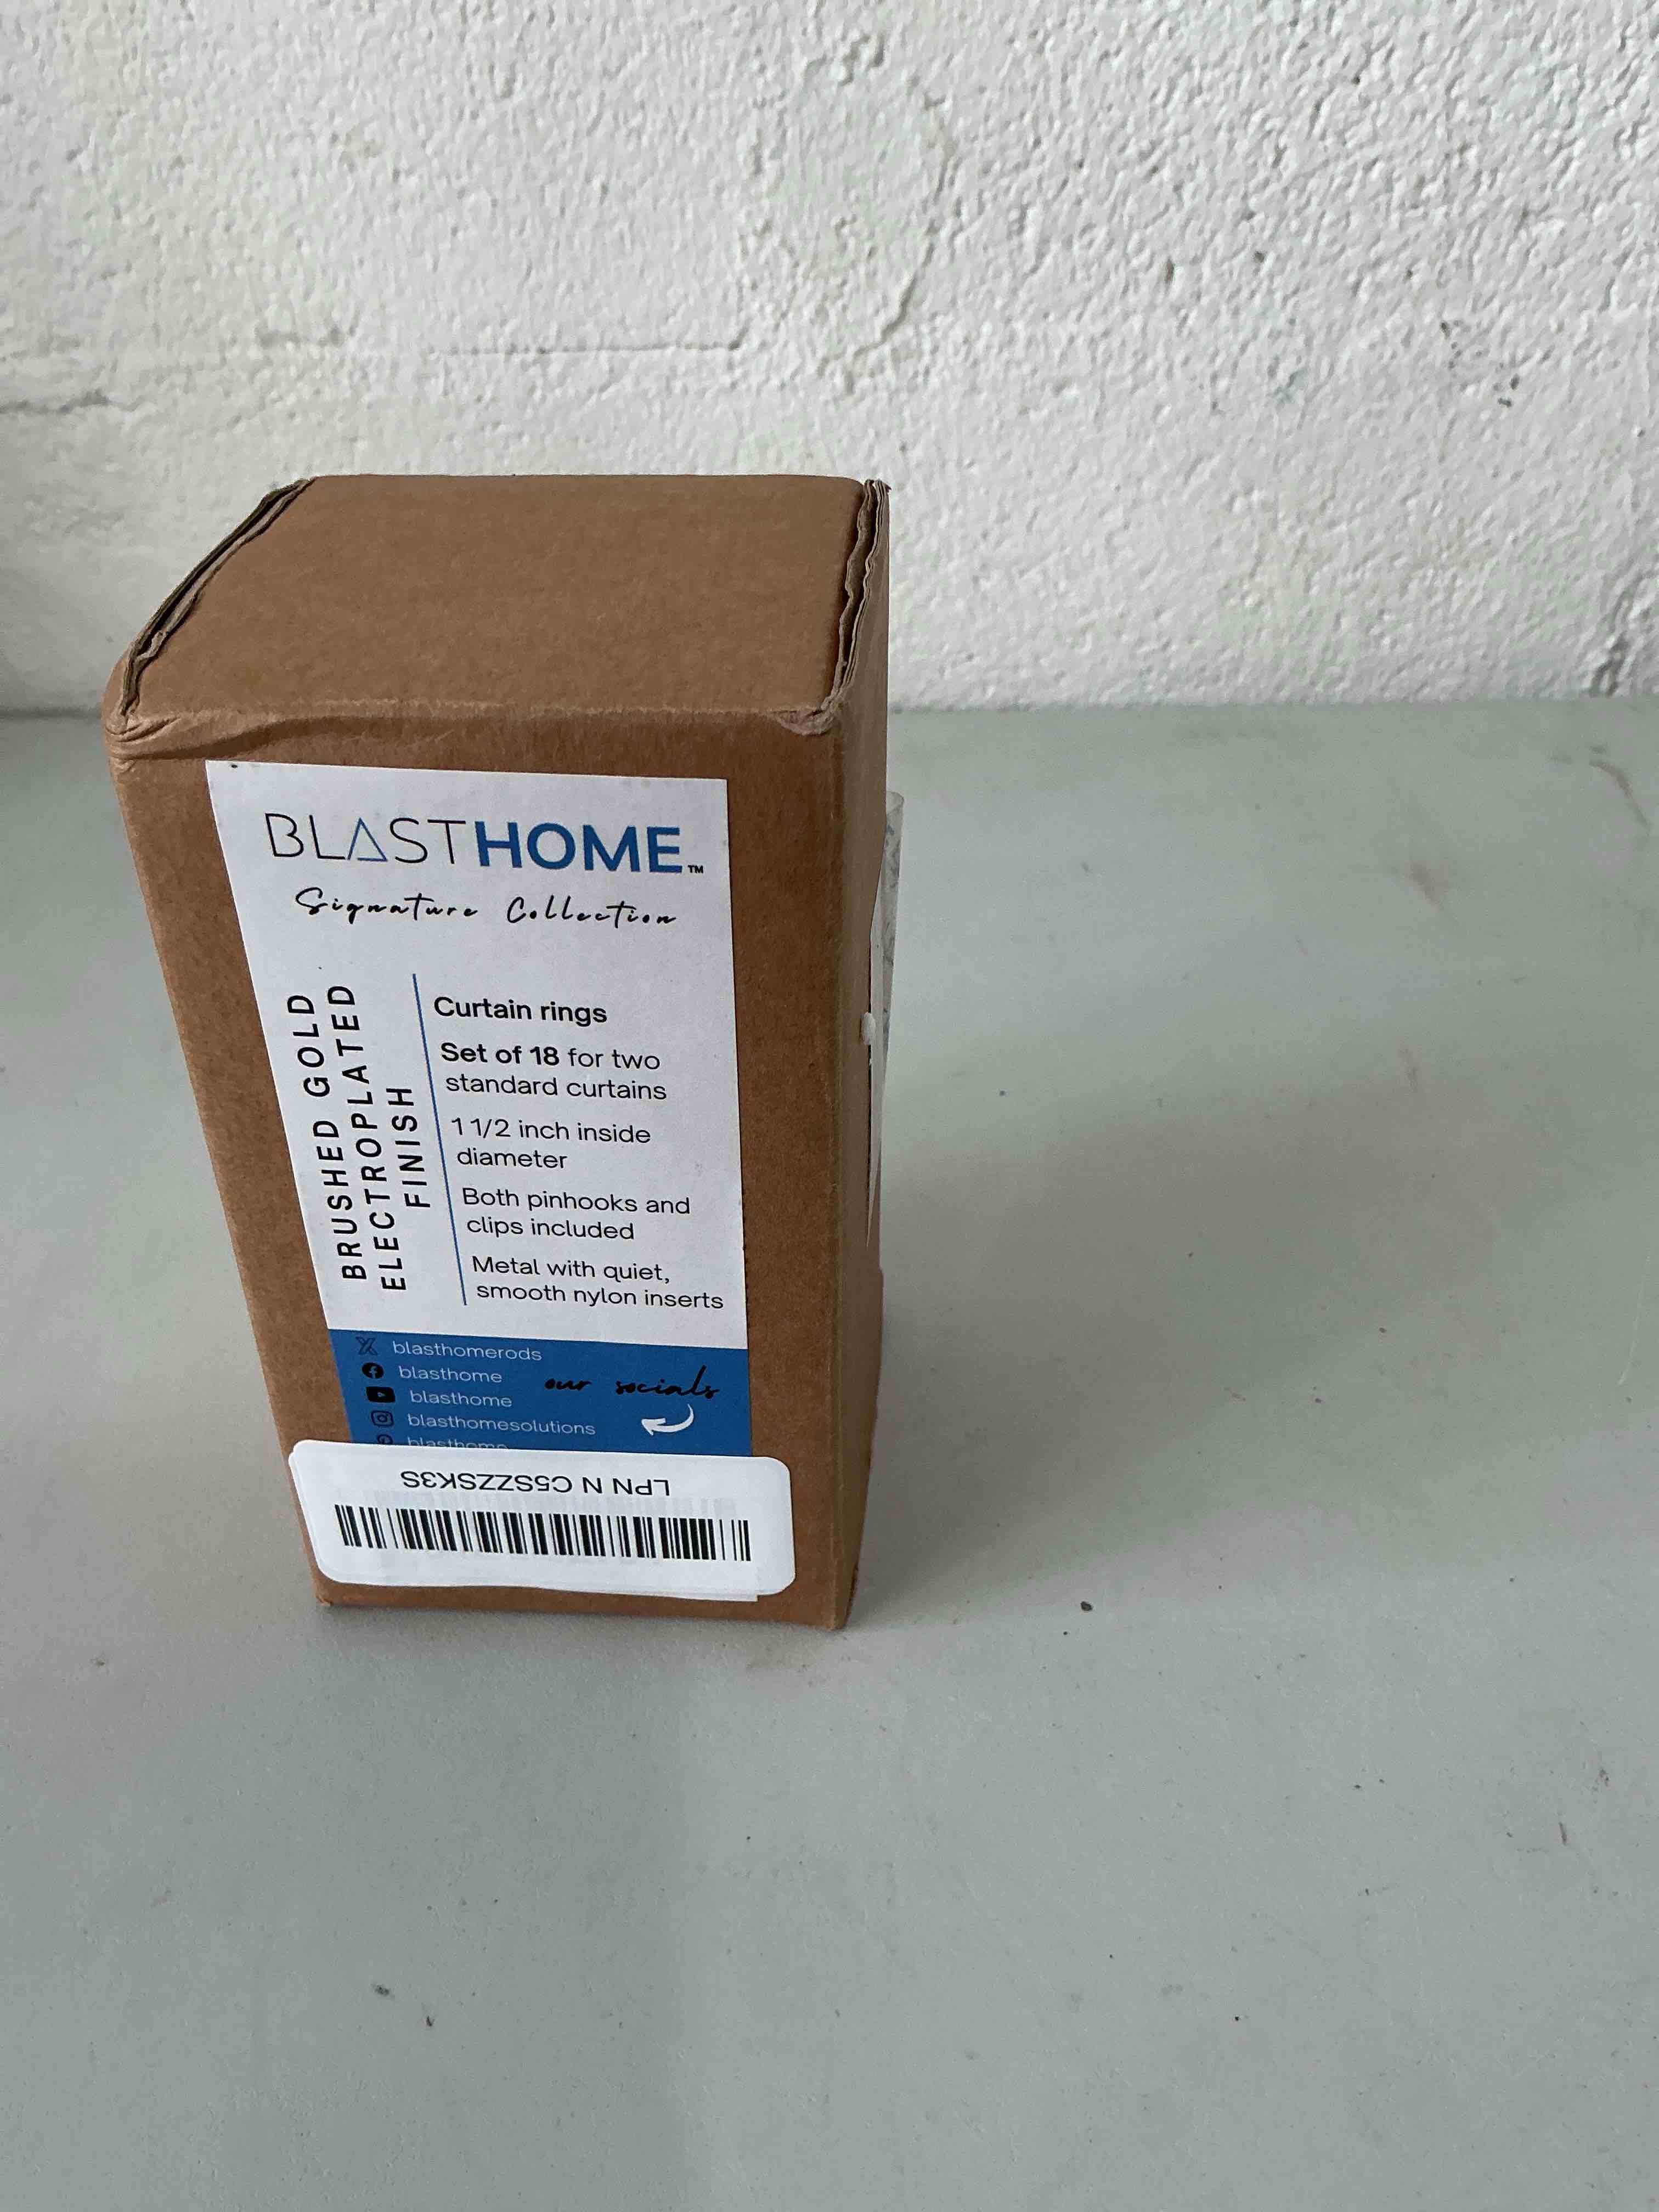 BLASTHOME™
Signature Collection
BRUSHED GOLD
ELECTROPLATED
FINISH
Curtain rings
Set of 18 for two
standard curtains
1 1/2 inch inside
diameter
Both pinhooks and
clips included
Metal with quiet,
smooth nylon inserts
blasthomerods
blasthome
blasthome
blasthomesolutions
blasthome
our socials
LPN N C5SZZSK3S